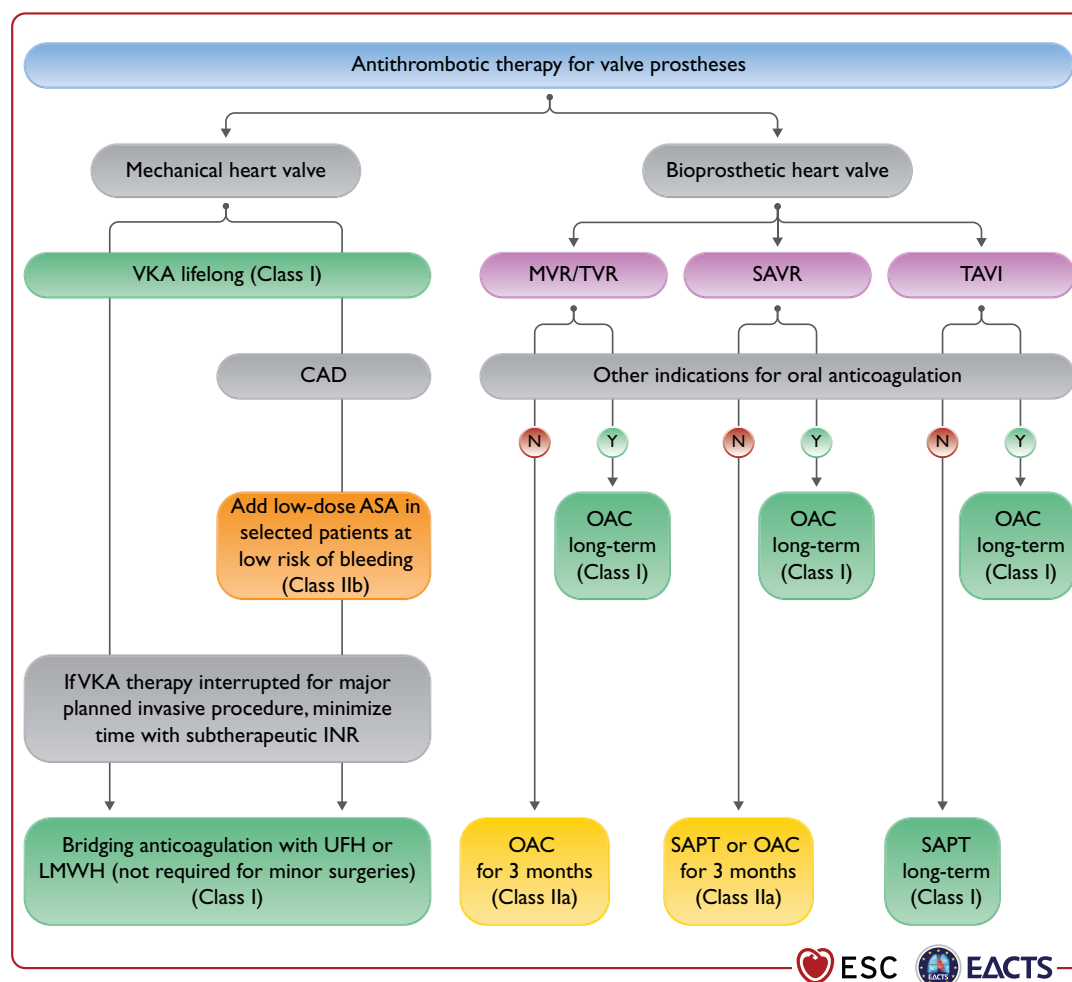 Antithrombotic therapy for valve prostheses
Mechanical heart valve
Bioprosthetic heart valve
VKA lifelong (Class I)
MVR/TVR
SAVR
TAVI
CAD
Other indications for oral anticoagulation
N
Y
N
Y
N
Y
Add low-dose ASA in
selected patients at
low risk of bleeding
(Class IIb)
OAC
long-term
(Class I)
OAC
long-term
(Class I)
OAC
long-term
(Class I)
If VKA therapy interrupted for major
planned invasive procedure, minimize
time with subtherapeutic INR
Bridging anticoagulation with UFH or
LMWH (not required for minor surgeries)
(Class I)
OAC
for 3 months
(Class IIa)
SAPT or OAC
for 3 months
(Class IIa)
SAPT
long-term
(Class I)
ESC
EACTS
EΛCTS